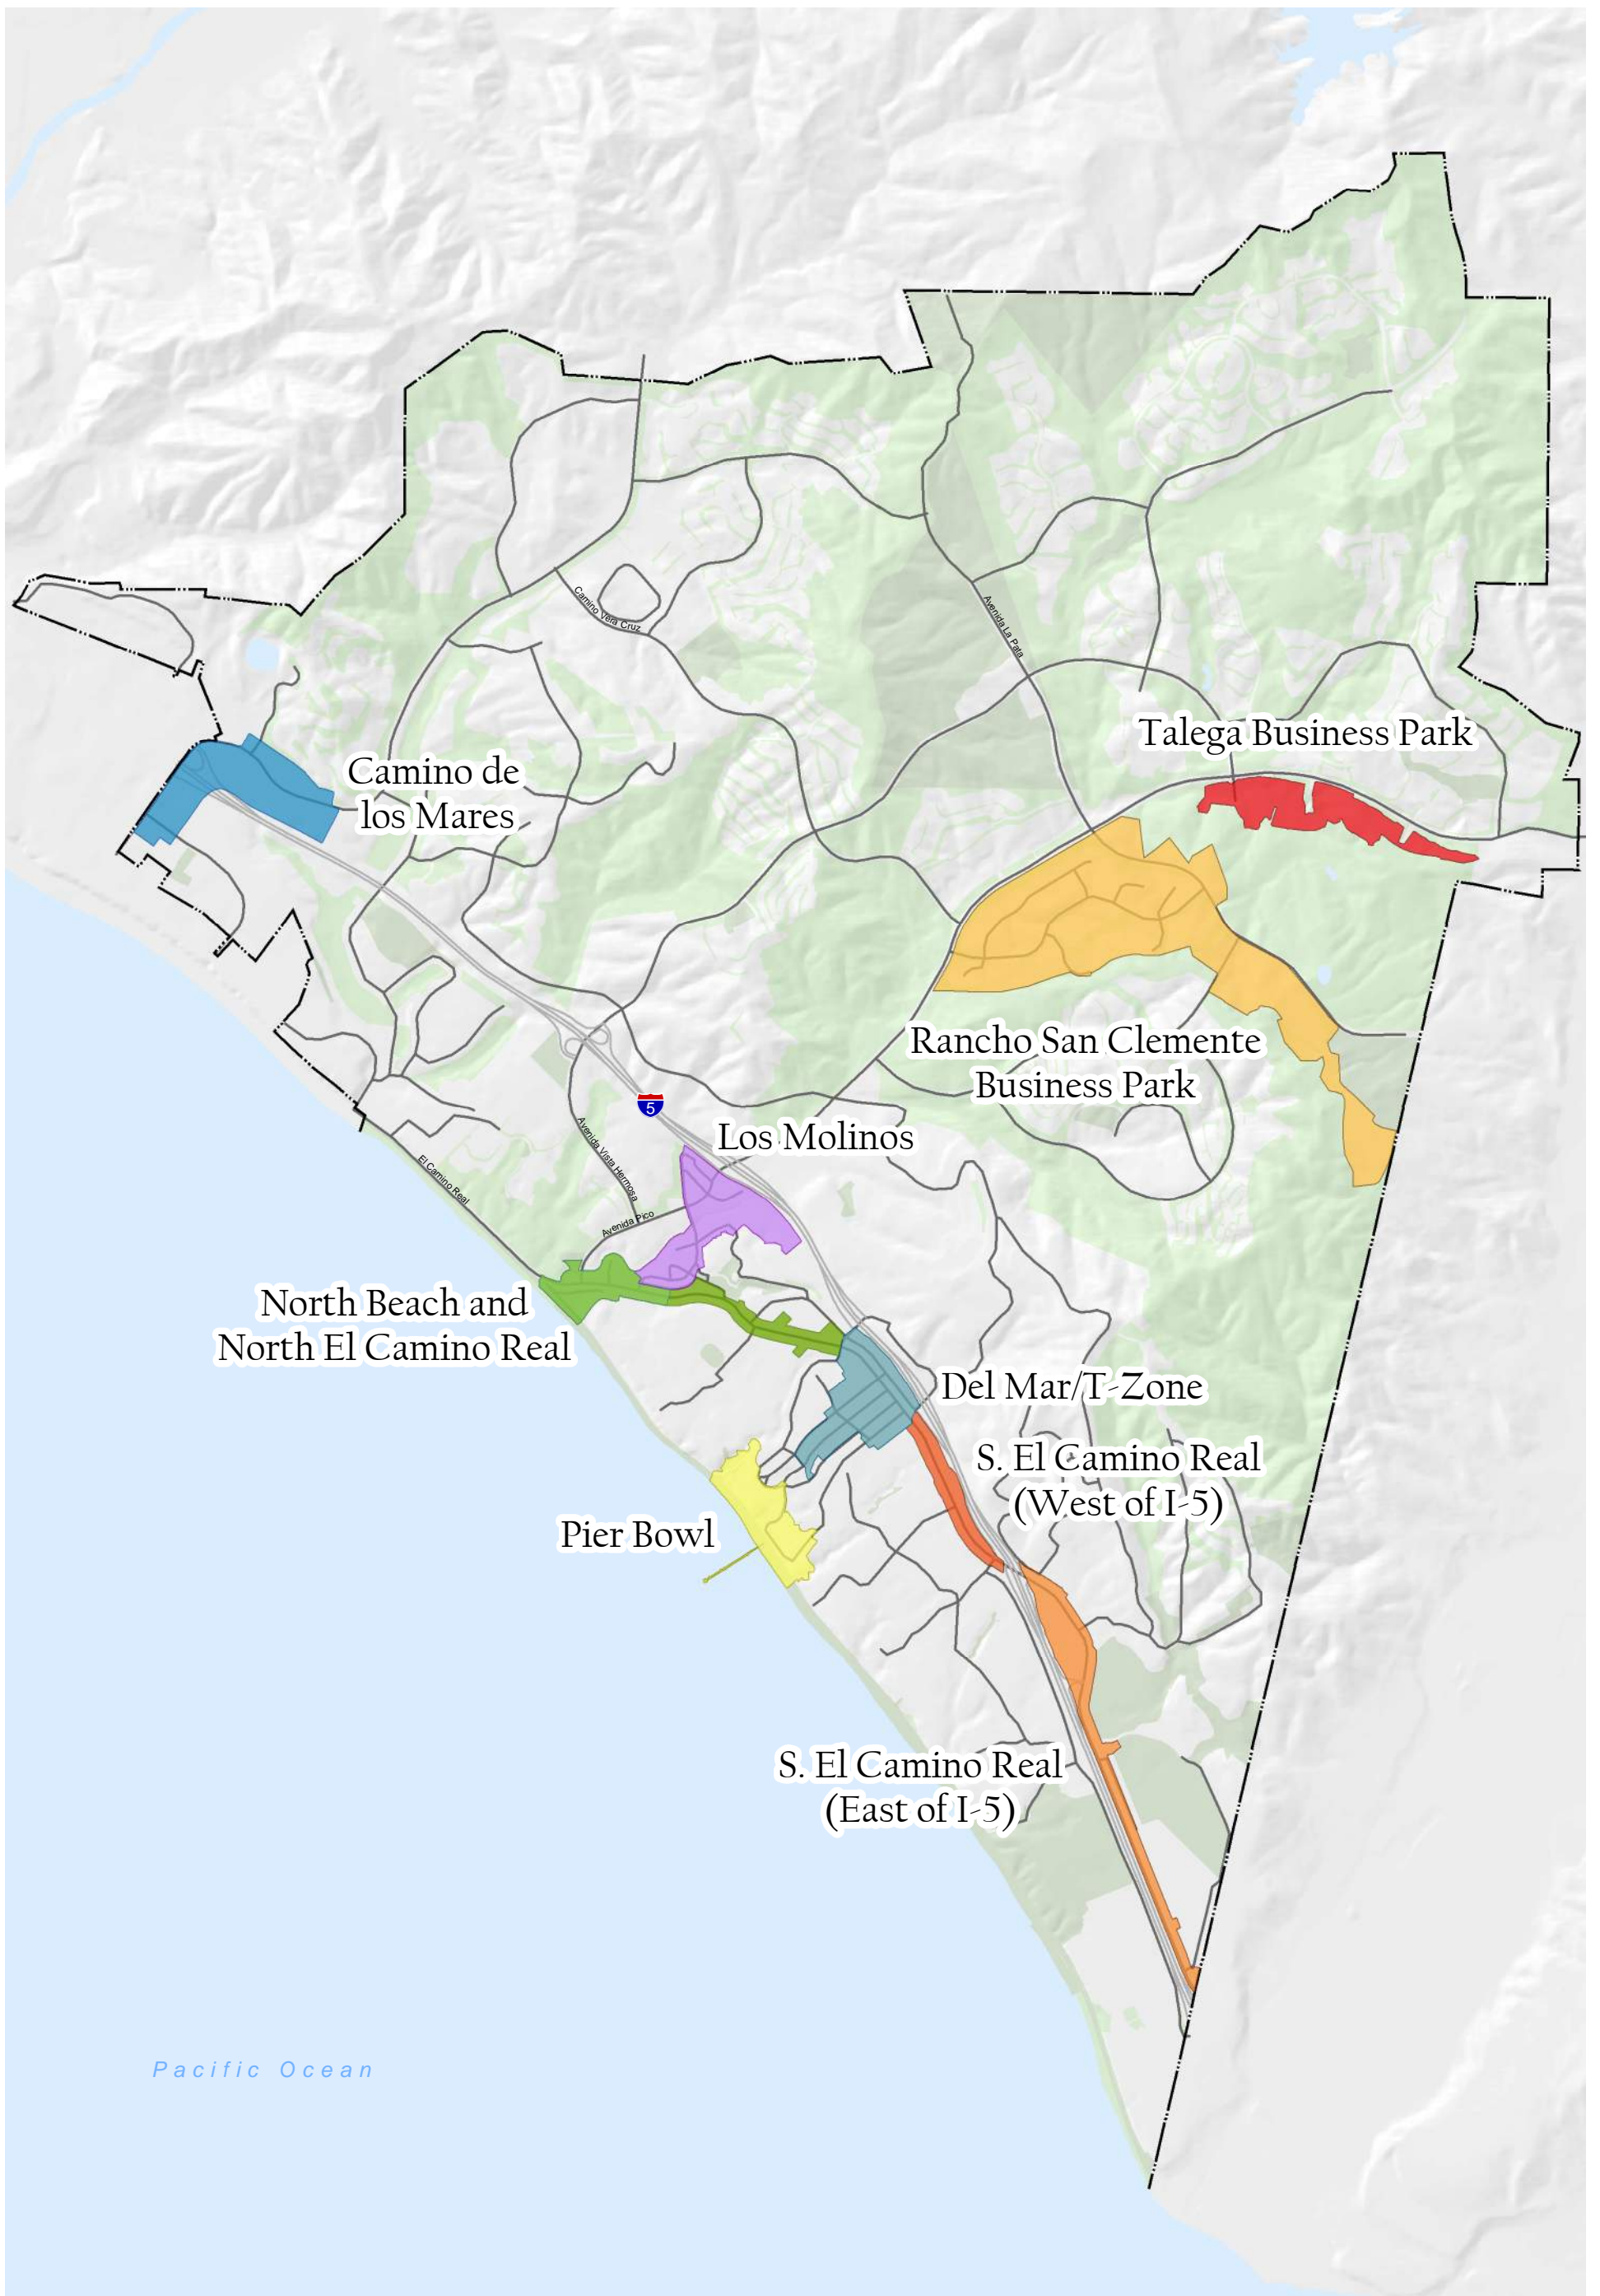 Camino Vera Cruz
Avenida La Pata
Talega Business Park
Camino de
los Mares
Rancho San Clemente
Business Park
5
Los Molinos
Avenida Vista Hermosa
El Camino Real
Avenida Pico
North Beach and
North El Camino Real
Del Mar/T-Zone
S. El Camino Real
(West of I-5)
Pier Bowl
S. El Camino Real
(East of I-5)
Pacific Ocean